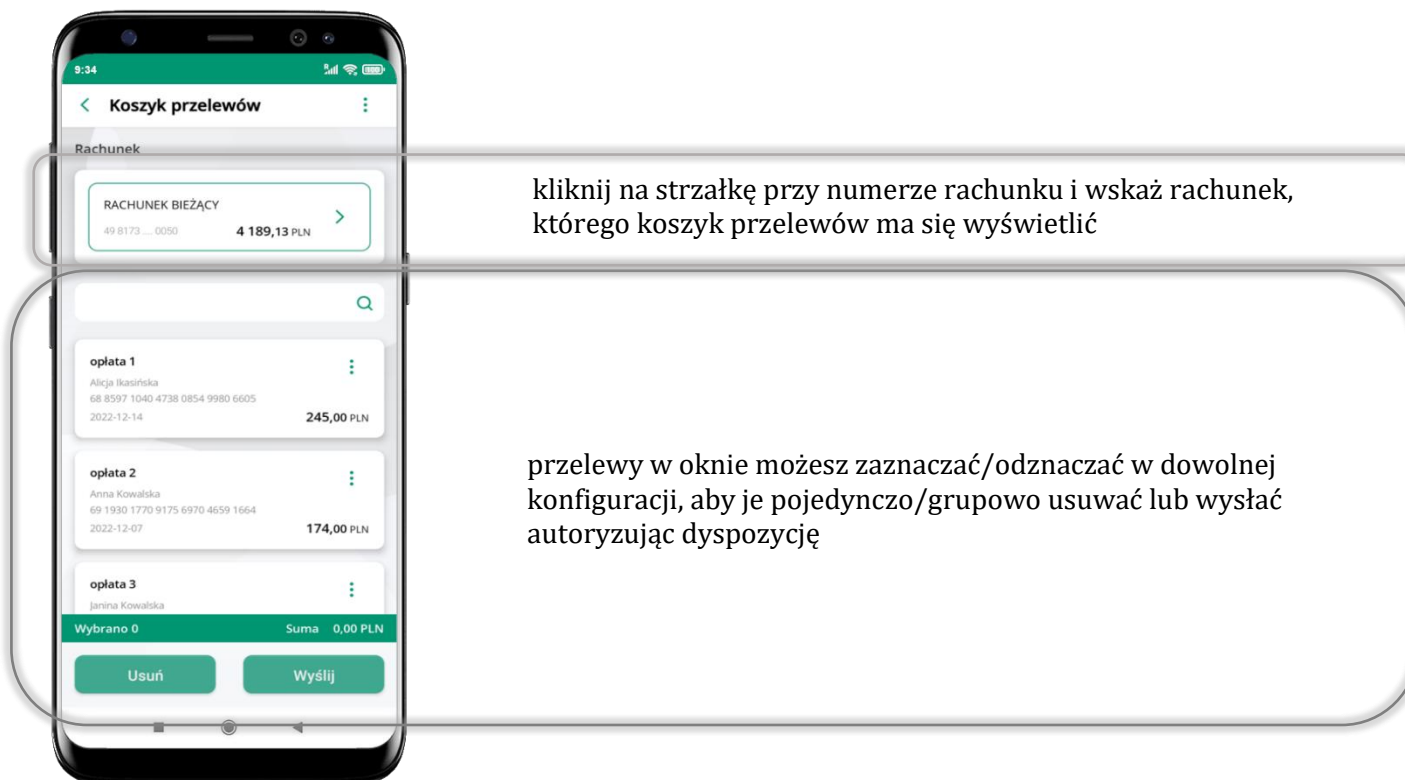 9:34
Koszyk przelewów
Rachunek
RACHUNEK BIEŻĄCY
49 8173 .... 0050 4 189,13 PLN
kliknij na strzałkę przy numerze rachunku i wskaż rachunek,
którego koszyk przelewów ma się wyświetlić
opłata 1
Alicja Ikasińska
68 8597 1040 4738 0854 9980 6605
2022-12-14 245,00 PLN
opłata 2
Anna Kowalska
69 1930 1770 9175 6970 4659 1664
2022-12-07 174,00 PLN
opłata 3
Janina Kowalska
Wybrano 0 Suma 0,00 PLN
Usuń Wyślij
przelewy w oknie możesz zaznaczać/odznaczać w dowolnej
konfiguracji, aby je pojedynczo/grupowo usuwać lub wysłać
autoryzując dyspozycję